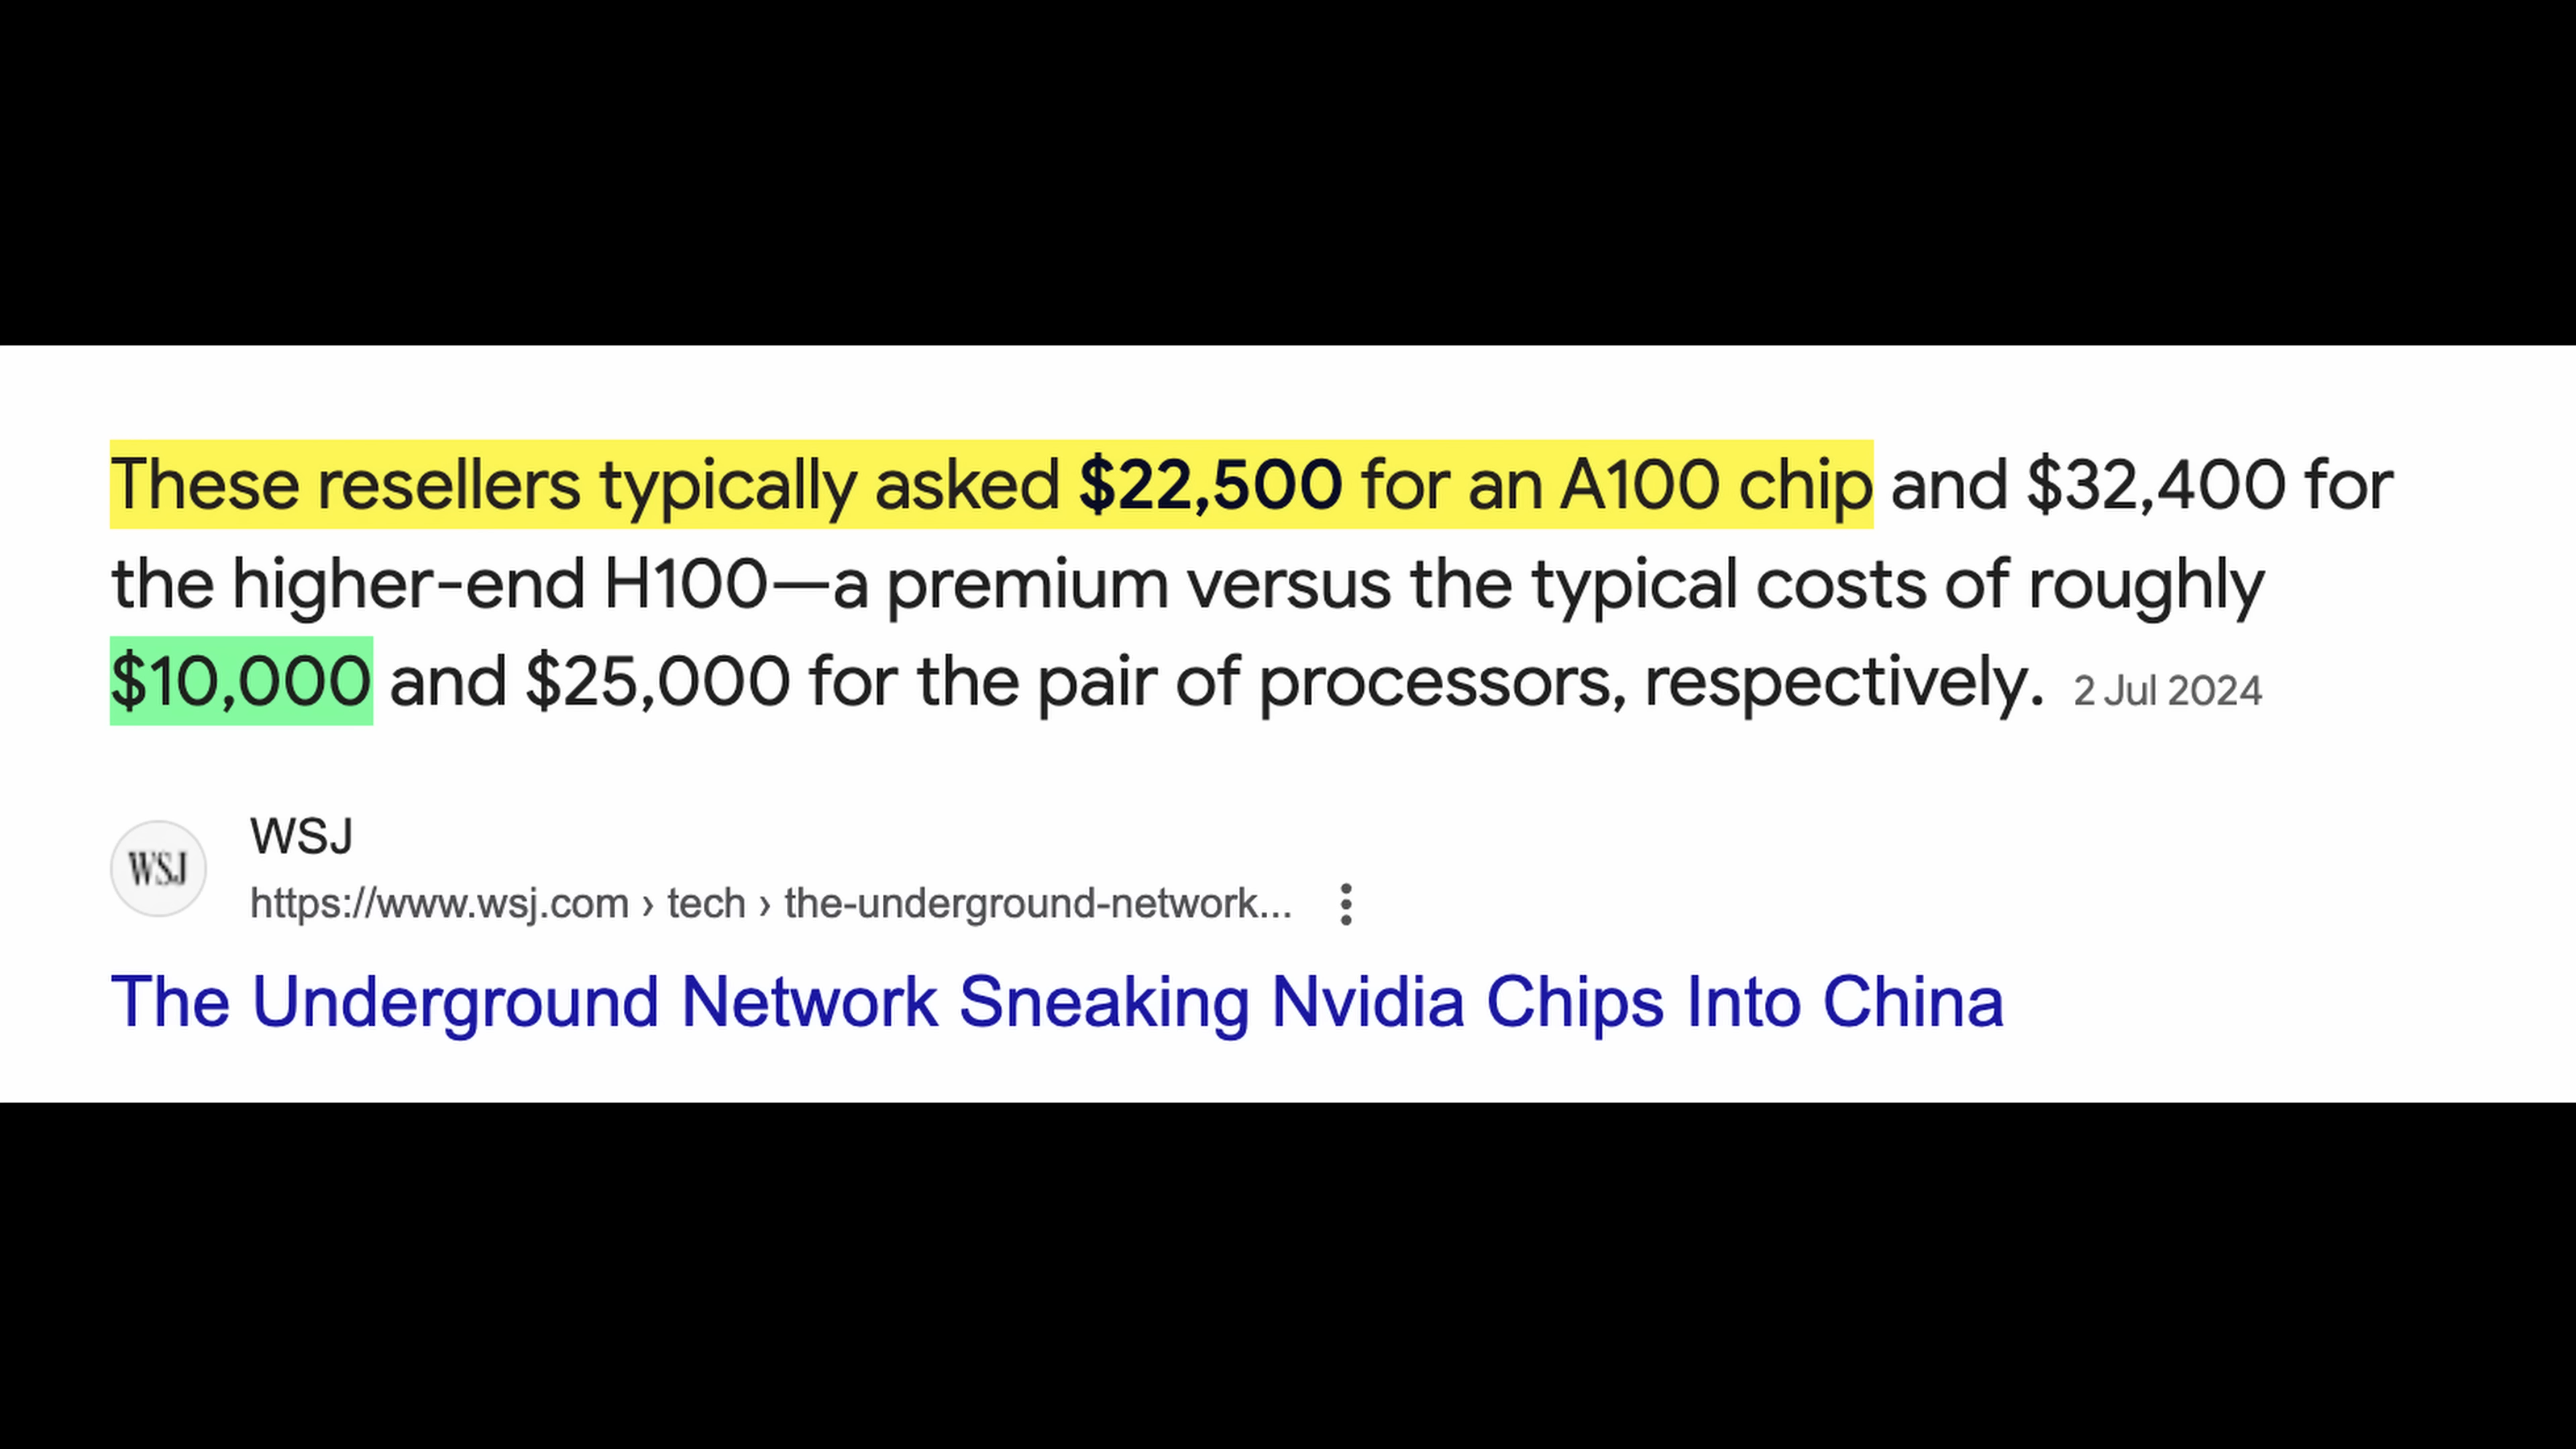 These resellers typically asked $22,500 for an A100 chip and $32,400 for
the higher-end H100—a premium versus the typical costs of roughly
$10,000 and $25,000 for the pair of processors, respectively. 2 Jul 2024
WSJ
WSJ
https://www.wsj.com › tech › the-underground-network...
The Underground Network Sneaking Nvidia Chips Into China